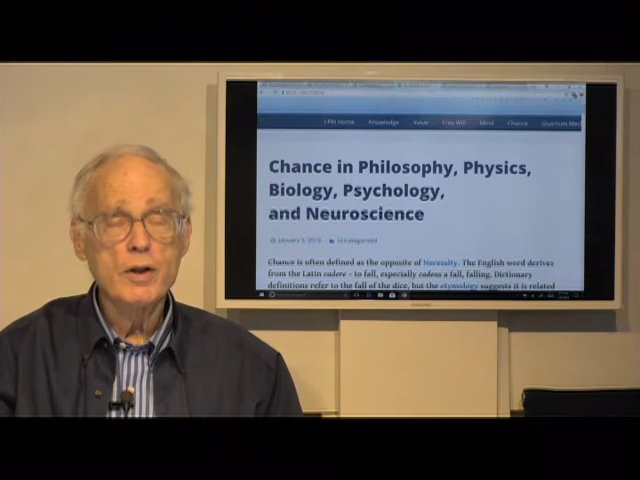 I-Phi Home Knowledge Value Free Will Mind Chance Quantum
Chance in Philosophy, Physics,
Biology, Psychology,
and Neuroscience
January 3, 2016 Uncategorized
Chance is often defined as the opposite of Necessity. The English word derives
from the Latin cadere – to fall, especially cadens a fall, falling. Dictionary
definitions refer to the fall of the dice, but the etymology suggests it is related